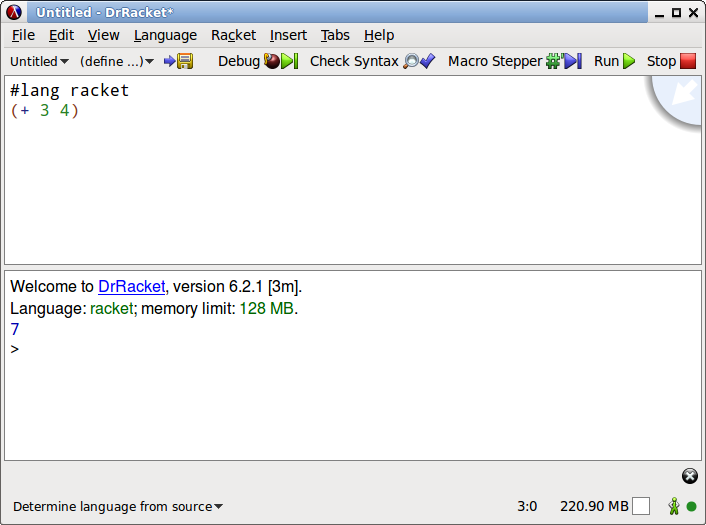 Untitled - DrRacket*
File Edit View Language Racket Insert Tabs Help
Untitled (define ...) Debug Check Syntax Macro Stepper Run Stop
#lang racket
(+ 3 4)
Welcome to DrRacket, version 6.2.1 [3m].
Language: racket; memory limit: 128 MB.
7
>
Determine language from source 3:0 220.90 MB